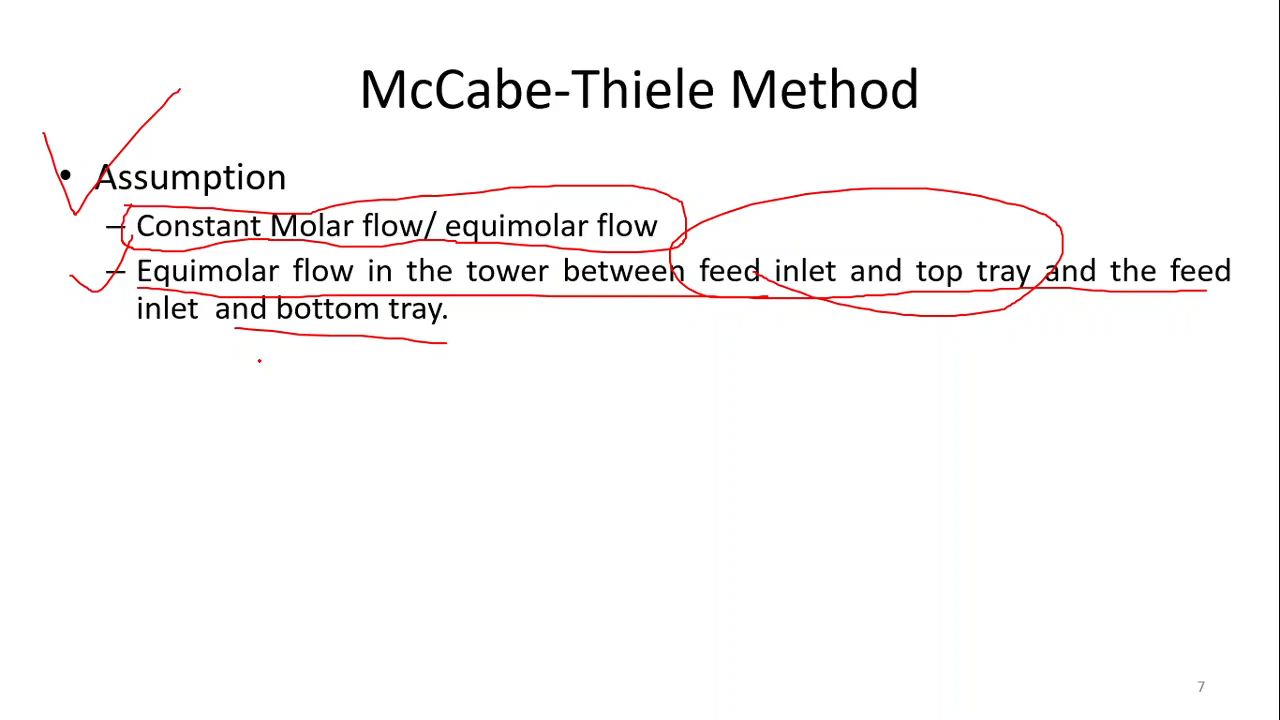 McCabe-Thiele Method
• Assumption
– Constant Molar flow/ equimolar flow
– Equimolar flow in the tower between feed inlet and top tray and the feed
inlet and bottom tray.
7